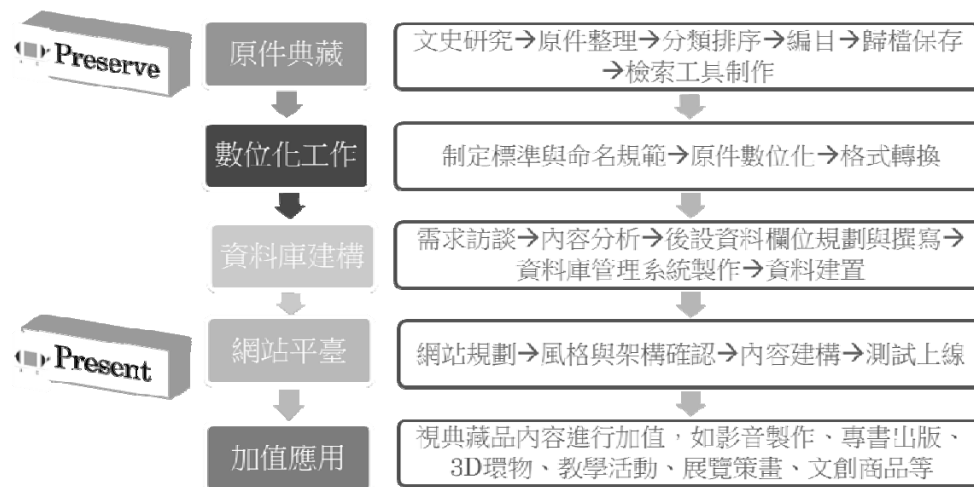 Preserve
原件典藏
文史研究→原件整理→分類排序→編目→歸檔保存
→檢索工具制作
數位化工作
制定標準與命名規範→原件數位化→格式轉換
資料庫建構
需求訪談→內容分析→後設資料欄位規劃與撰寫→
資料庫管理系統製作→資料建置
Present
網站平臺
網站規劃→風格與架構確認→內容建構→測試上線
加值應用
視典藏品內容進行加值，如影音製作、專書出版、
3D環物、教學活動、展覽策畫、文創商品等